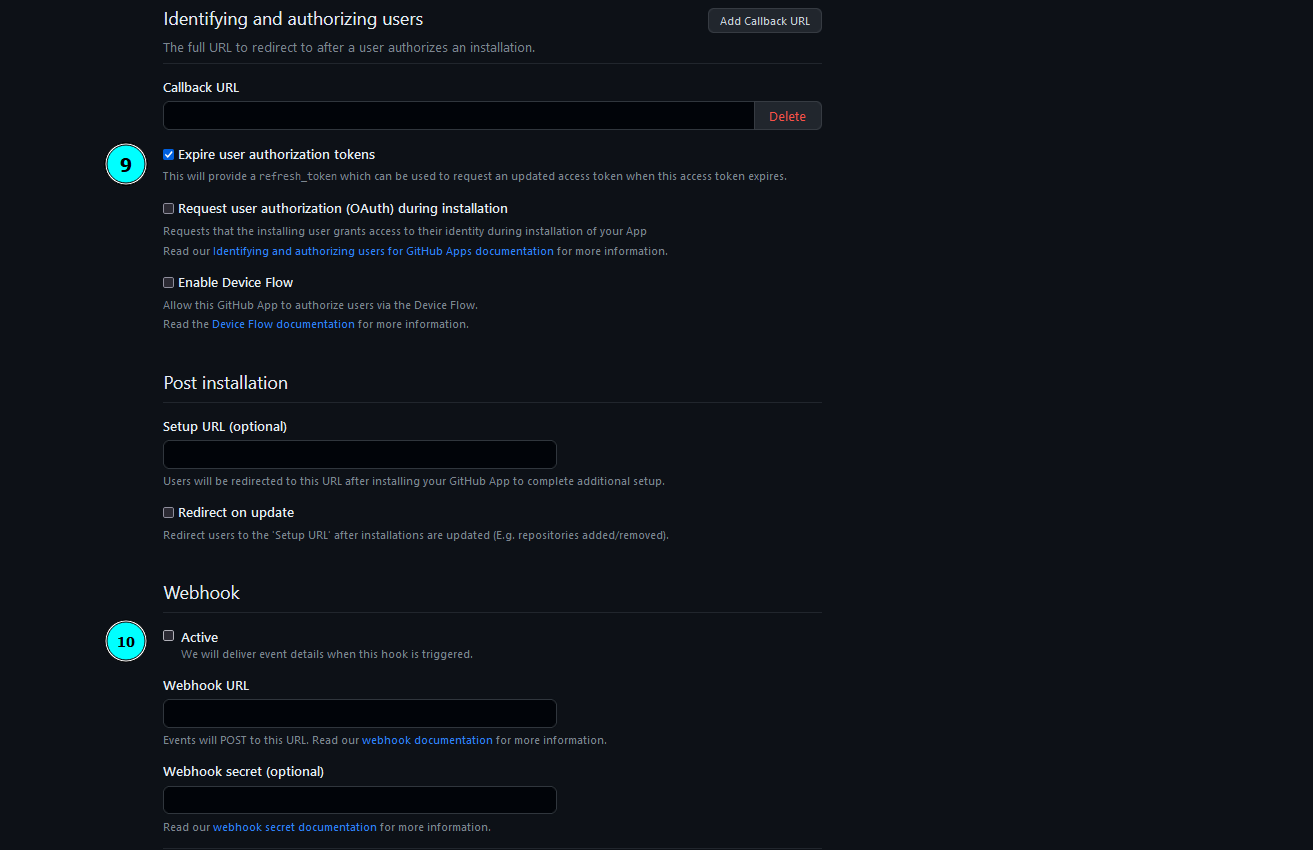 Identifying and authorizing users
Add Callback URL
The full URL to redirect to after a user authorizes an installation.
Callback URL
Delete
9
Expire user authorization tokens
This will provide a refresh_token which can be used to request an updated access token when this access token expires.
Request user authorization (OAuth) during installation
Requests that the installing user grants access to their identity during installation of your App
Read our Identifying and authorizing users for GitHub Apps documentation for more information.
Enable Device Flow
Allow this GitHub App to authorize users via the Device Flow.
Read the Device Flow documentation for more information.
Post installation
Setup URL (optional)
Users will be redirected to this URL after installing your GitHub App to complete additional setup.
Redirect on update
Redirect users to the 'Setup URL' after installations are updated (E.g. repositories added/removed).
Webhook
10
Active
We will deliver event details when this hook is triggered.
Webhook URL
Events will POST to this URL. Read our webhook documentation for more information.
Webhook secret (optional)
Read our webhook secret documentation for more information.